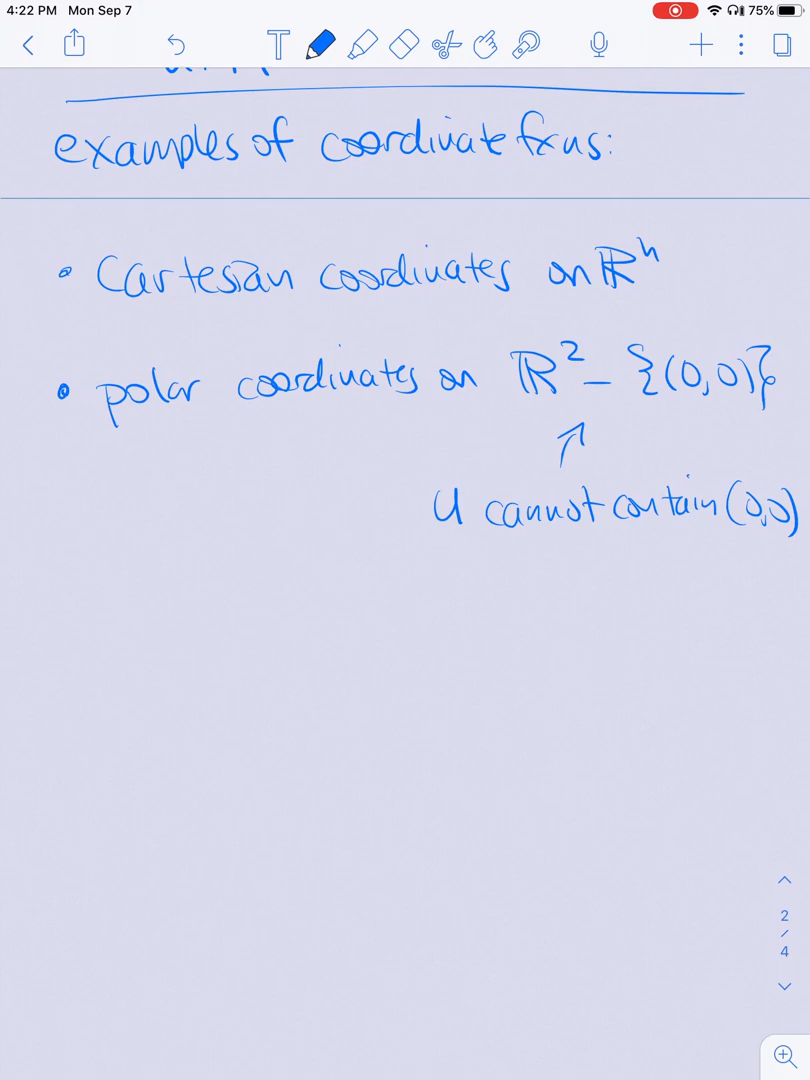 4:22 PM Mon Sep 7 75%
T
examples of coordinate fxns:
• Cartesian coordinates on ℝⁿ
• polar coordinates on ℝ² – {(0,0)}
↗
U cannot contain (0,0)
2
/
4